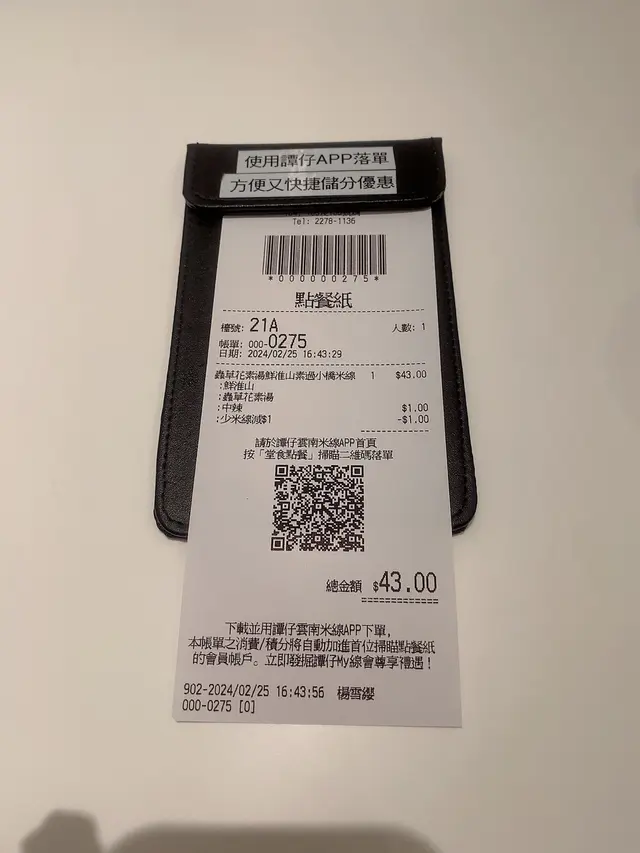 使用譚仔APP落單
方便又快捷儲分優惠
Tel: 2278-1136
*0000000275*
點餐紙
檯號: 21A 人數: 1
帳單: 000-0275
日期: 2024/02/25 16:43:29
蟲草花素湯鮮淮山素過小橋米線 1 $43.00
:鮮淮山
:蟲草花素湯
:中辣 $1.00
:少米線減$1 -$1.00
請於譚仔雲南米線APP首頁
按「堂食點餐」掃瞄二維碼落單
總金額 $43.00
下載並用譚仔雲南米線APP下單,
本帳單之消費/積分將自動加進首位掃瞄點餐紙
的會員帳戶。立即發掘譚仔My線會尊享禮遇!
902-2024/02/25 16:43:56 楊雪纓
000-0275 [0]